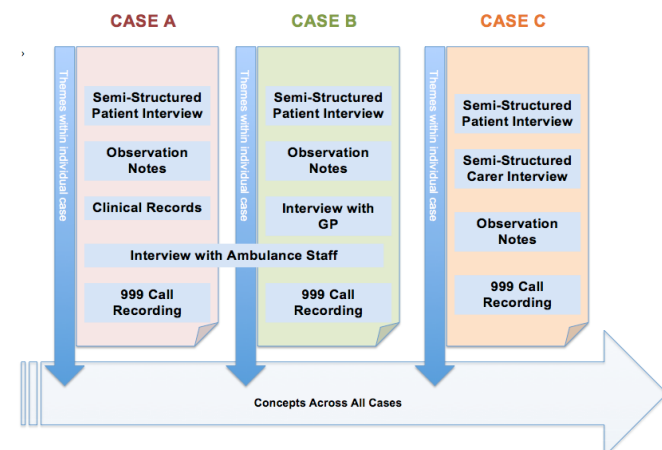 CASE A
CASE B
CASE C
›
Themes within individual case
Semi-Structured
Patient Interview
Observation
Notes
Clinical Records
Interview with Ambulance Staff
999 Call
Recording
Themes within individual case
Semi-Structured
Patient Interview
Observation
Notes
Interview with
GP
999 Call
Recording
Themes within individual case
Semi-Structured
Patient Interview
Semi-Structured
Carer Interview
Observation
Notes
999 Call
Recording
Concepts Across All Cases